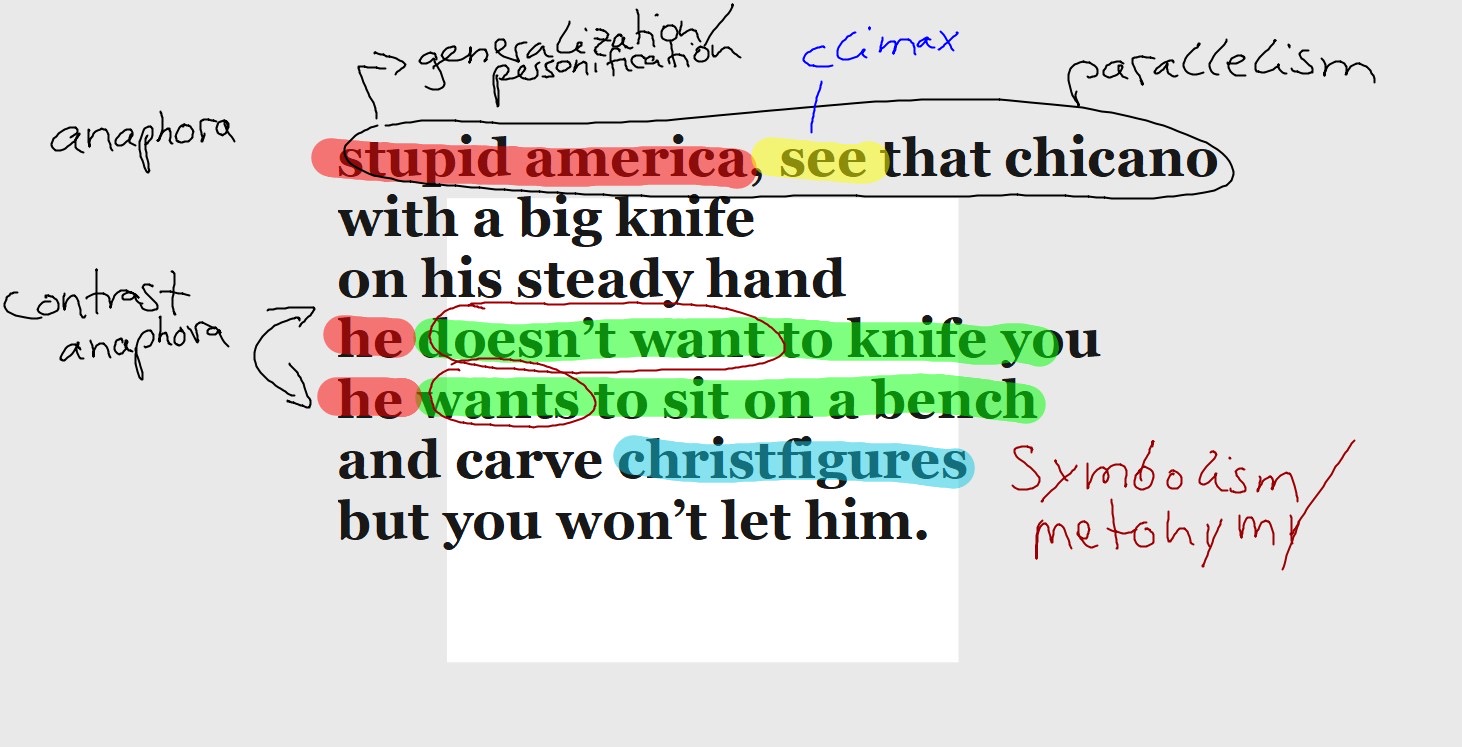 generalization/
personification
climax
parallelism
anaphora
stupid america, see that chicano
with a big knife
on his steady hand
contrast
anaphora
he doesn't want to knife you
he wants to sit on a bench
and carve christfigures
but you won't let him.
Symbolism/
metonymy